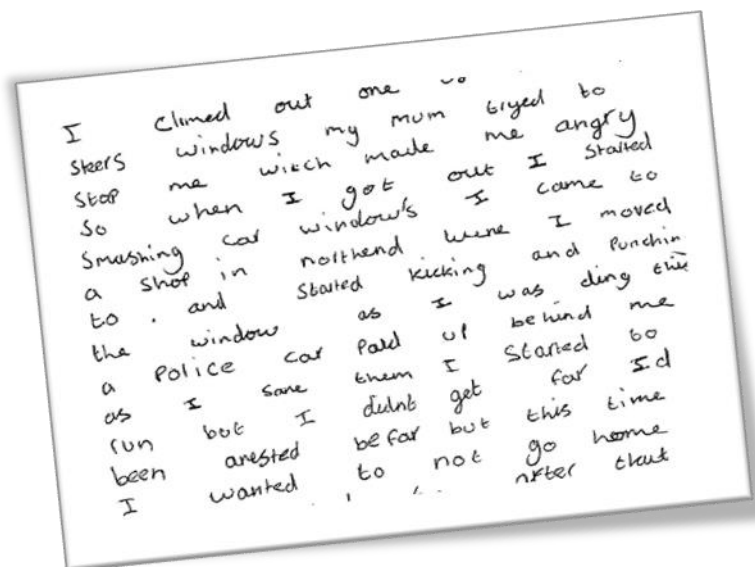 I Climed out one
steers windows my mum tryed to
stop me witch made me angry
So when I got out I Started
Smashing car window's I came to
a shop in northend were I moved
to . and Started kicking and Punchin
the window as I was ding this
a Police car Pald up behind me
as I sore them I Started to
run but I didnt get far Id
been arested befar but this time
I wanted to not go home
after that